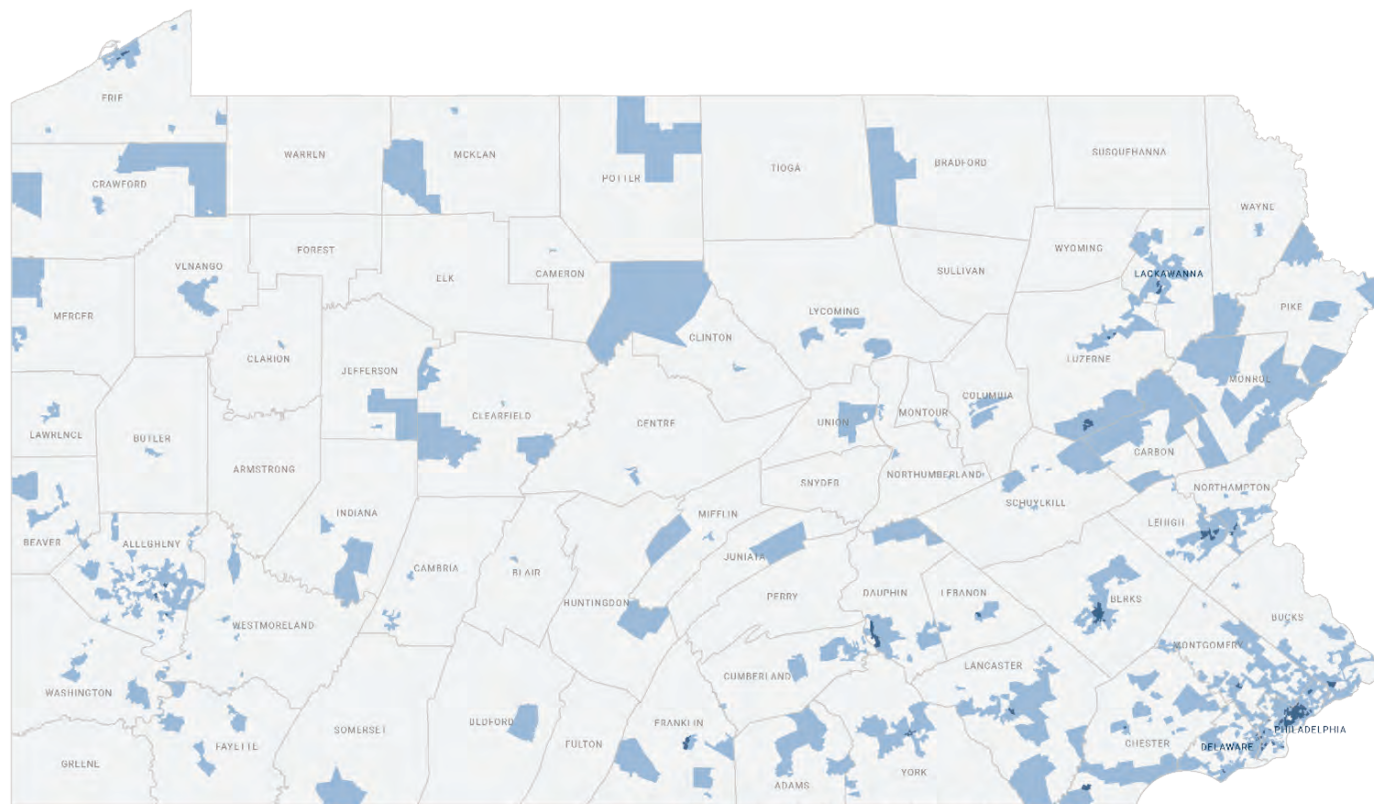 ERIE
WARREN
MCKEAN
POTTER
TIOGA
BRADFORD
SUSQUEHANNA
CRAWFORD
WAYNE
FOREST
WYOMING
VENANGO
ELK
CAMERON
SULLIVAN
LACKAWANNA
MERCER
LYCOMING
PIKE
CLINTON
CLARION
JEFFERSON
LUZERNE
MONROE
CLEARFIELD
COLUMBIA
MONTOUR
UNION
CENTRE
LAWRENCE
BUTLER
CARBON
ARMSTRONG
NORTHUMBERLAND
SNYDER
NORTHAMPTON
SCHUYLKILL
INDIANA
MIFFLIN
LEHIGH
BEAVER
ALLEGHENY
JUNIATA
CAMBRIA
BLAIR
PERRY
DAUPHIN
LEBANON
BERKS
HUNTINGDON
BUCKS
WESTMORELAND
MONTGOMERY
LANCASTER
CUMBERLAND
WASHINGTON
BEDFORD
FRANKLIN
SOMERSET
PHILADELPHIA
FAYETTE
FULTON
CHESTER
DELAWARE
GREENE
YORK
ADAMS